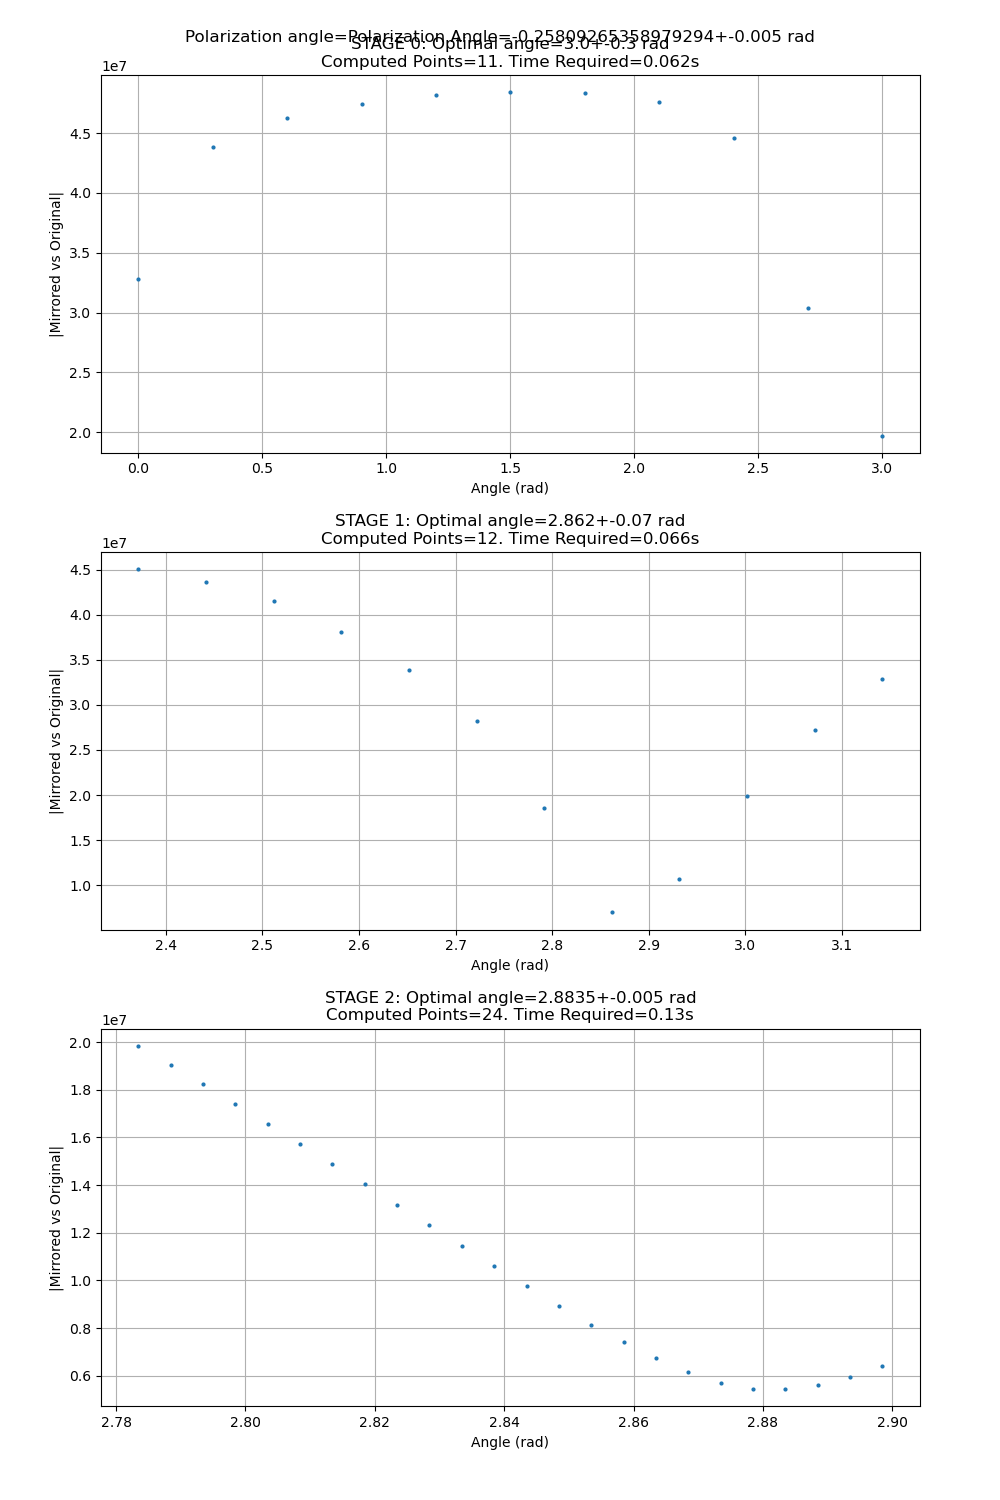 Polarization angle=Polarization Angle=-0.25809265358979294+-0.005 rad
STAGE 0: Optimal angle=3.0+-0.3 rad
Computed Points=11. Time Required=0.062s
1e7
4.5
4.0
3.5
3.0
2.5
2.0
|Mirrored vs Original|
0.0 0.5 1.0 1.5 2.0 2.5 3.0
Angle (rad)
STAGE 1: Optimal angle=2.862+-0.07 rad
Computed Points=12. Time Required=0.066s
1e7
4.5
4.0
3.5
3.0
2.5
2.0
1.5
1.0
|Mirrored vs Original|
2.4 2.5 2.6 2.7 2.8 2.9 3.0 3.1
Angle (rad)
STAGE 2: Optimal angle=2.8835+-0.005 rad
Computed Points=24. Time Required=0.13s
1e7
2.0
1.8
1.6
1.4
1.2
1.0
0.8
0.6
|Mirrored vs Original|
2.78 2.80 2.82 2.84 2.86 2.88 2.90
Angle (rad)